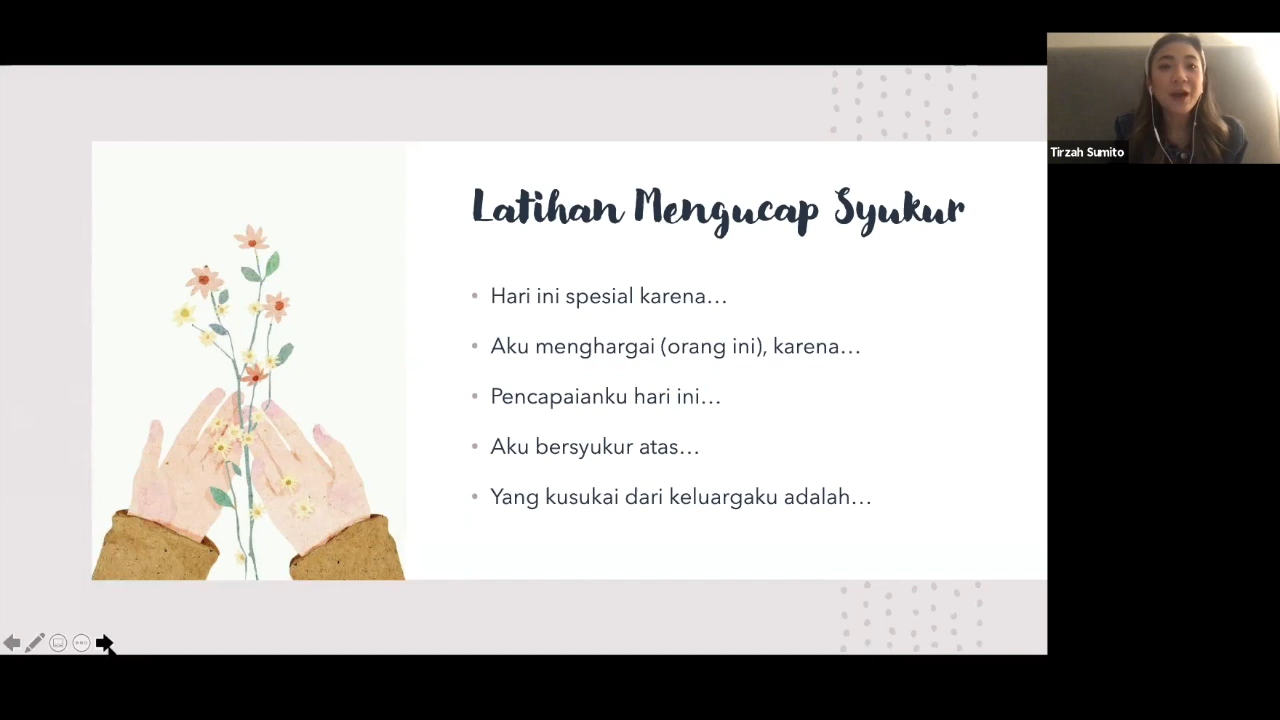 Latihan Mengucap Syukur
• Hari ini spesial karena…
• Aku menghargai (orang ini), karena…
• Pencapaianku hari ini…
• Aku bersyukur atas…
• Yang kusukai dari keluargaku adalah…
Tirzah Sumito